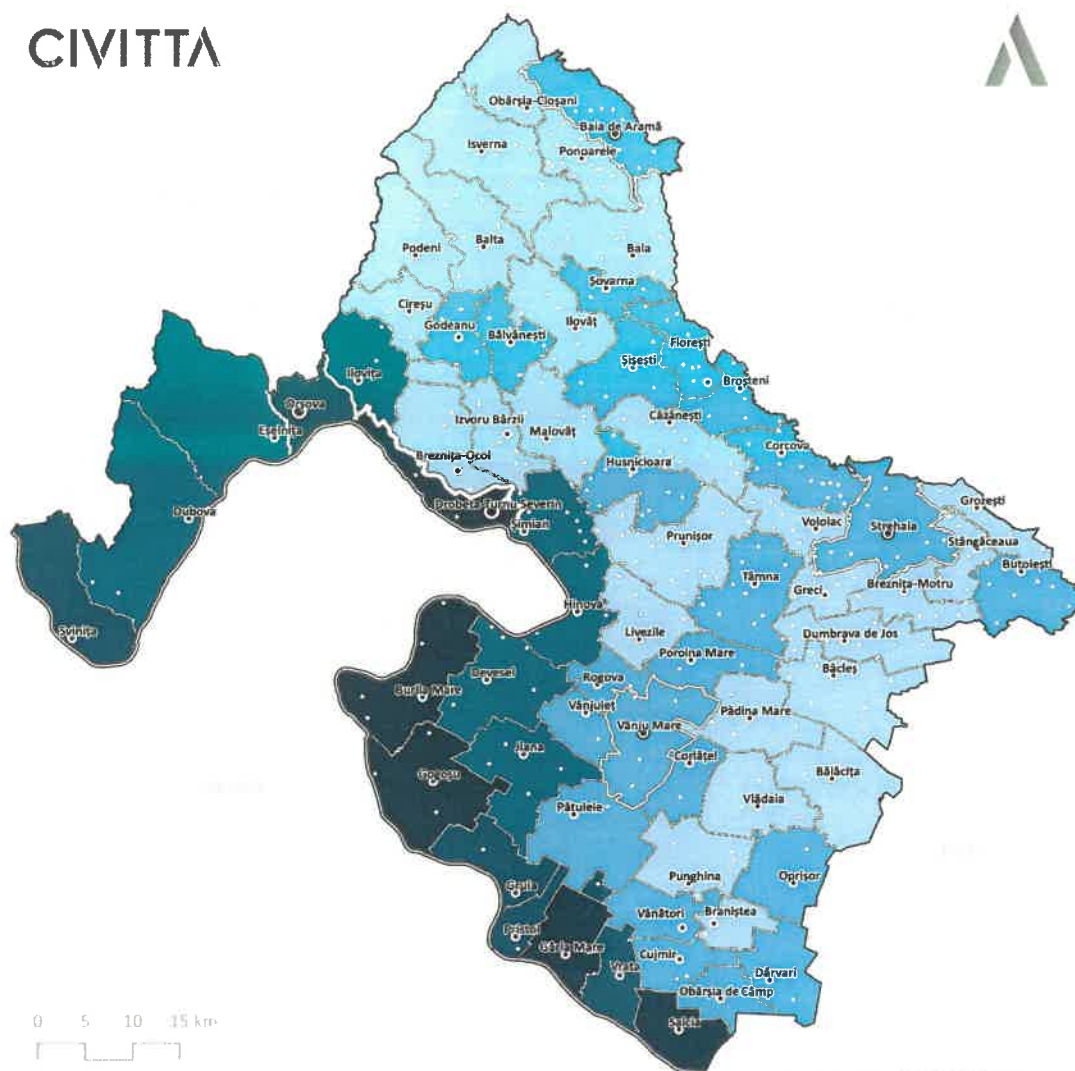 CIVITTA
Obârșia-Cloșani
Baia de Aramă
Isverna
Ponoarele
Balta
Podeni
Bala
Șovarna
Cireșu
Godeanu
Ilovăț
Bâlvănești
Florești
Șișești
Ilovița
Broșteni
Orșova
Eșelnița
Izvoru Bârzii
Malovăț
Căzănești
Corcova
Breznița-Ocol
Husnicioara
Dubova
Drobeta Turnu Severin
Șimian
Grozești
Voloiac
Strehaia
Prunișor
Stângăceaua
Butoiești
Tâmna
Breznița-Motru
Greci
Hinova
Svinița
Livezile
Dumbrava de Jos
Poroina Mare
Bâcleș
Devesel
Rogova
Burila Mare
Vânjuleț
Pădina Mare
Vânju Mare
Jiana
Corlățel
Gogoșu
Bălăcița
Vlădaia
Pătulele
Punghina
Oprișor
Gruia
Vânători
Braniștea
Pristol
Gârla Mare
Cujmir
Vrata
Dârvari
Obârșia de Câmp
Salcia
0 5 10 15 km